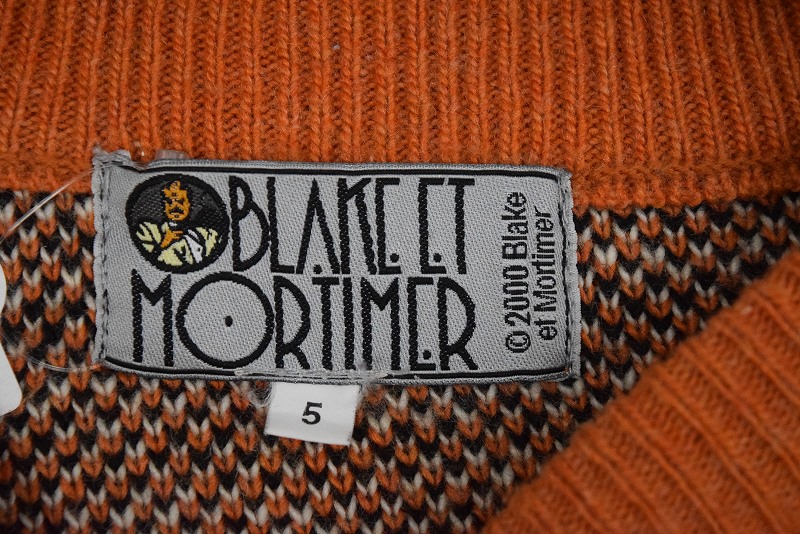 BLAKE ET
MORTIMER
© 2000 Blake
et Mortimer
5